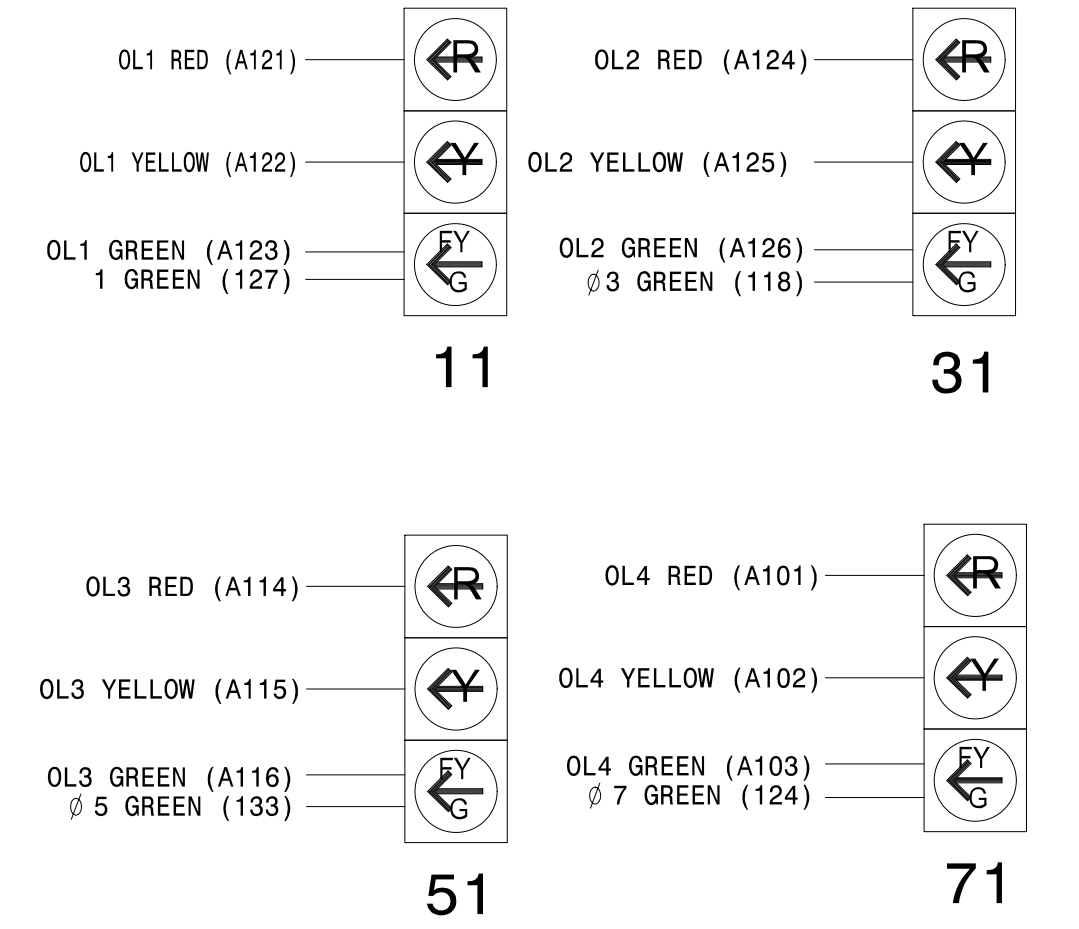 OL1 RED (A121)
R
OL1 YELLOW (A122)
Y
OL1 GREEN (A123)
1 GREEN (127)
FY
G
11
OL2 RED (A124)
R
OL2 YELLOW (A125)
Y
OL2 GREEN (A126)
∅3 GREEN (118)
FY
G
31
OL3 RED (A114)
R
OL3 YELLOW (A115)
Y
OL3 GREEN (A116)
∅ 5 GREEN (133)
FY
G
51
OL4 RED (A101)
R
OL4 YELLOW (A102)
Y
OL4 GREEN (A103)
∅ 7 GREEN (124)
FY
G
71